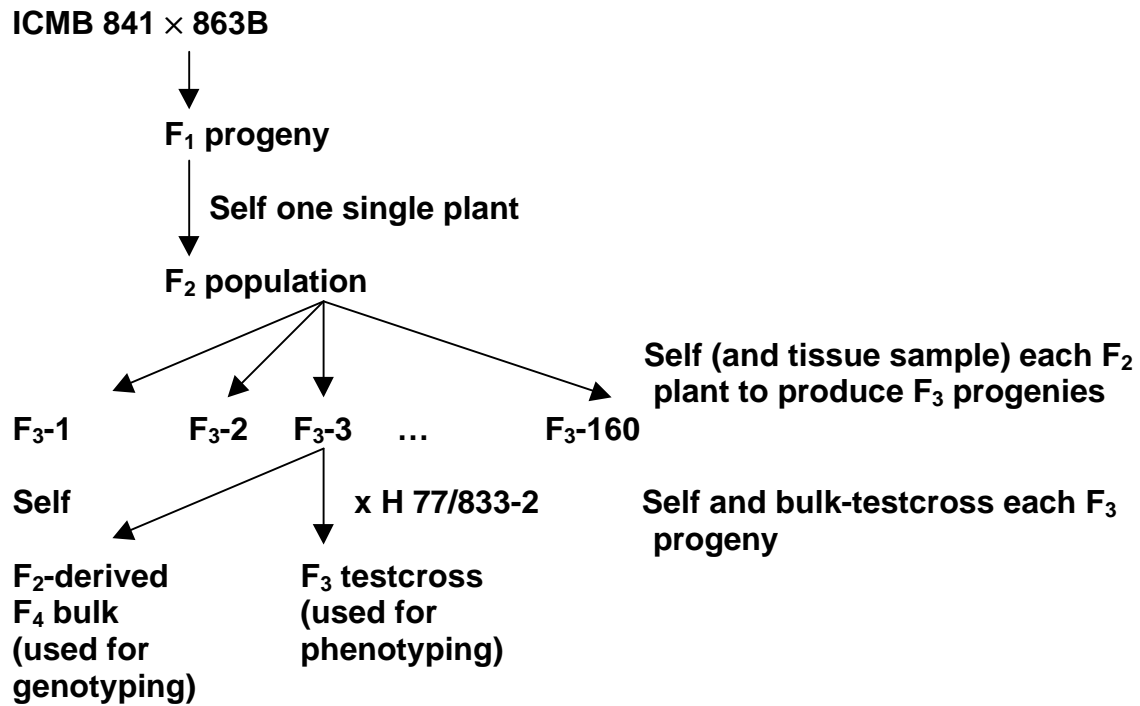 ICMB 841 × 863B
F₁ progeny
Self one single plant
F₂ population
Self (and tissue sample) each F₂
plant to produce F₃ progenies
F₃-1 F₃-2 F₃-3 … F₃-160
Self x H 77/833-2 Self and bulk-testcross each F₃
progeny
F₂-derived
F₄ bulk
(used for
genotyping)
F₃ testcross
(used for
phenotyping)